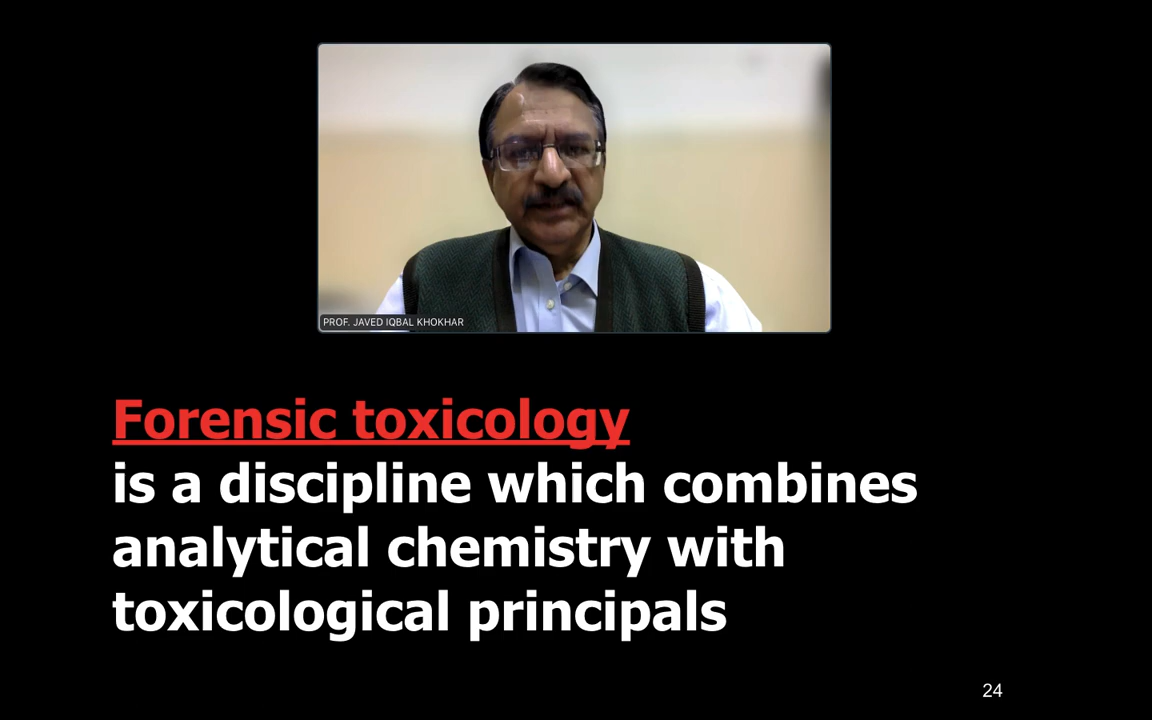 PROF. JAVED IQBAL KHOKHAR
Forensic toxicology
is a discipline which combines
analytical chemistry with
toxicological principals
24